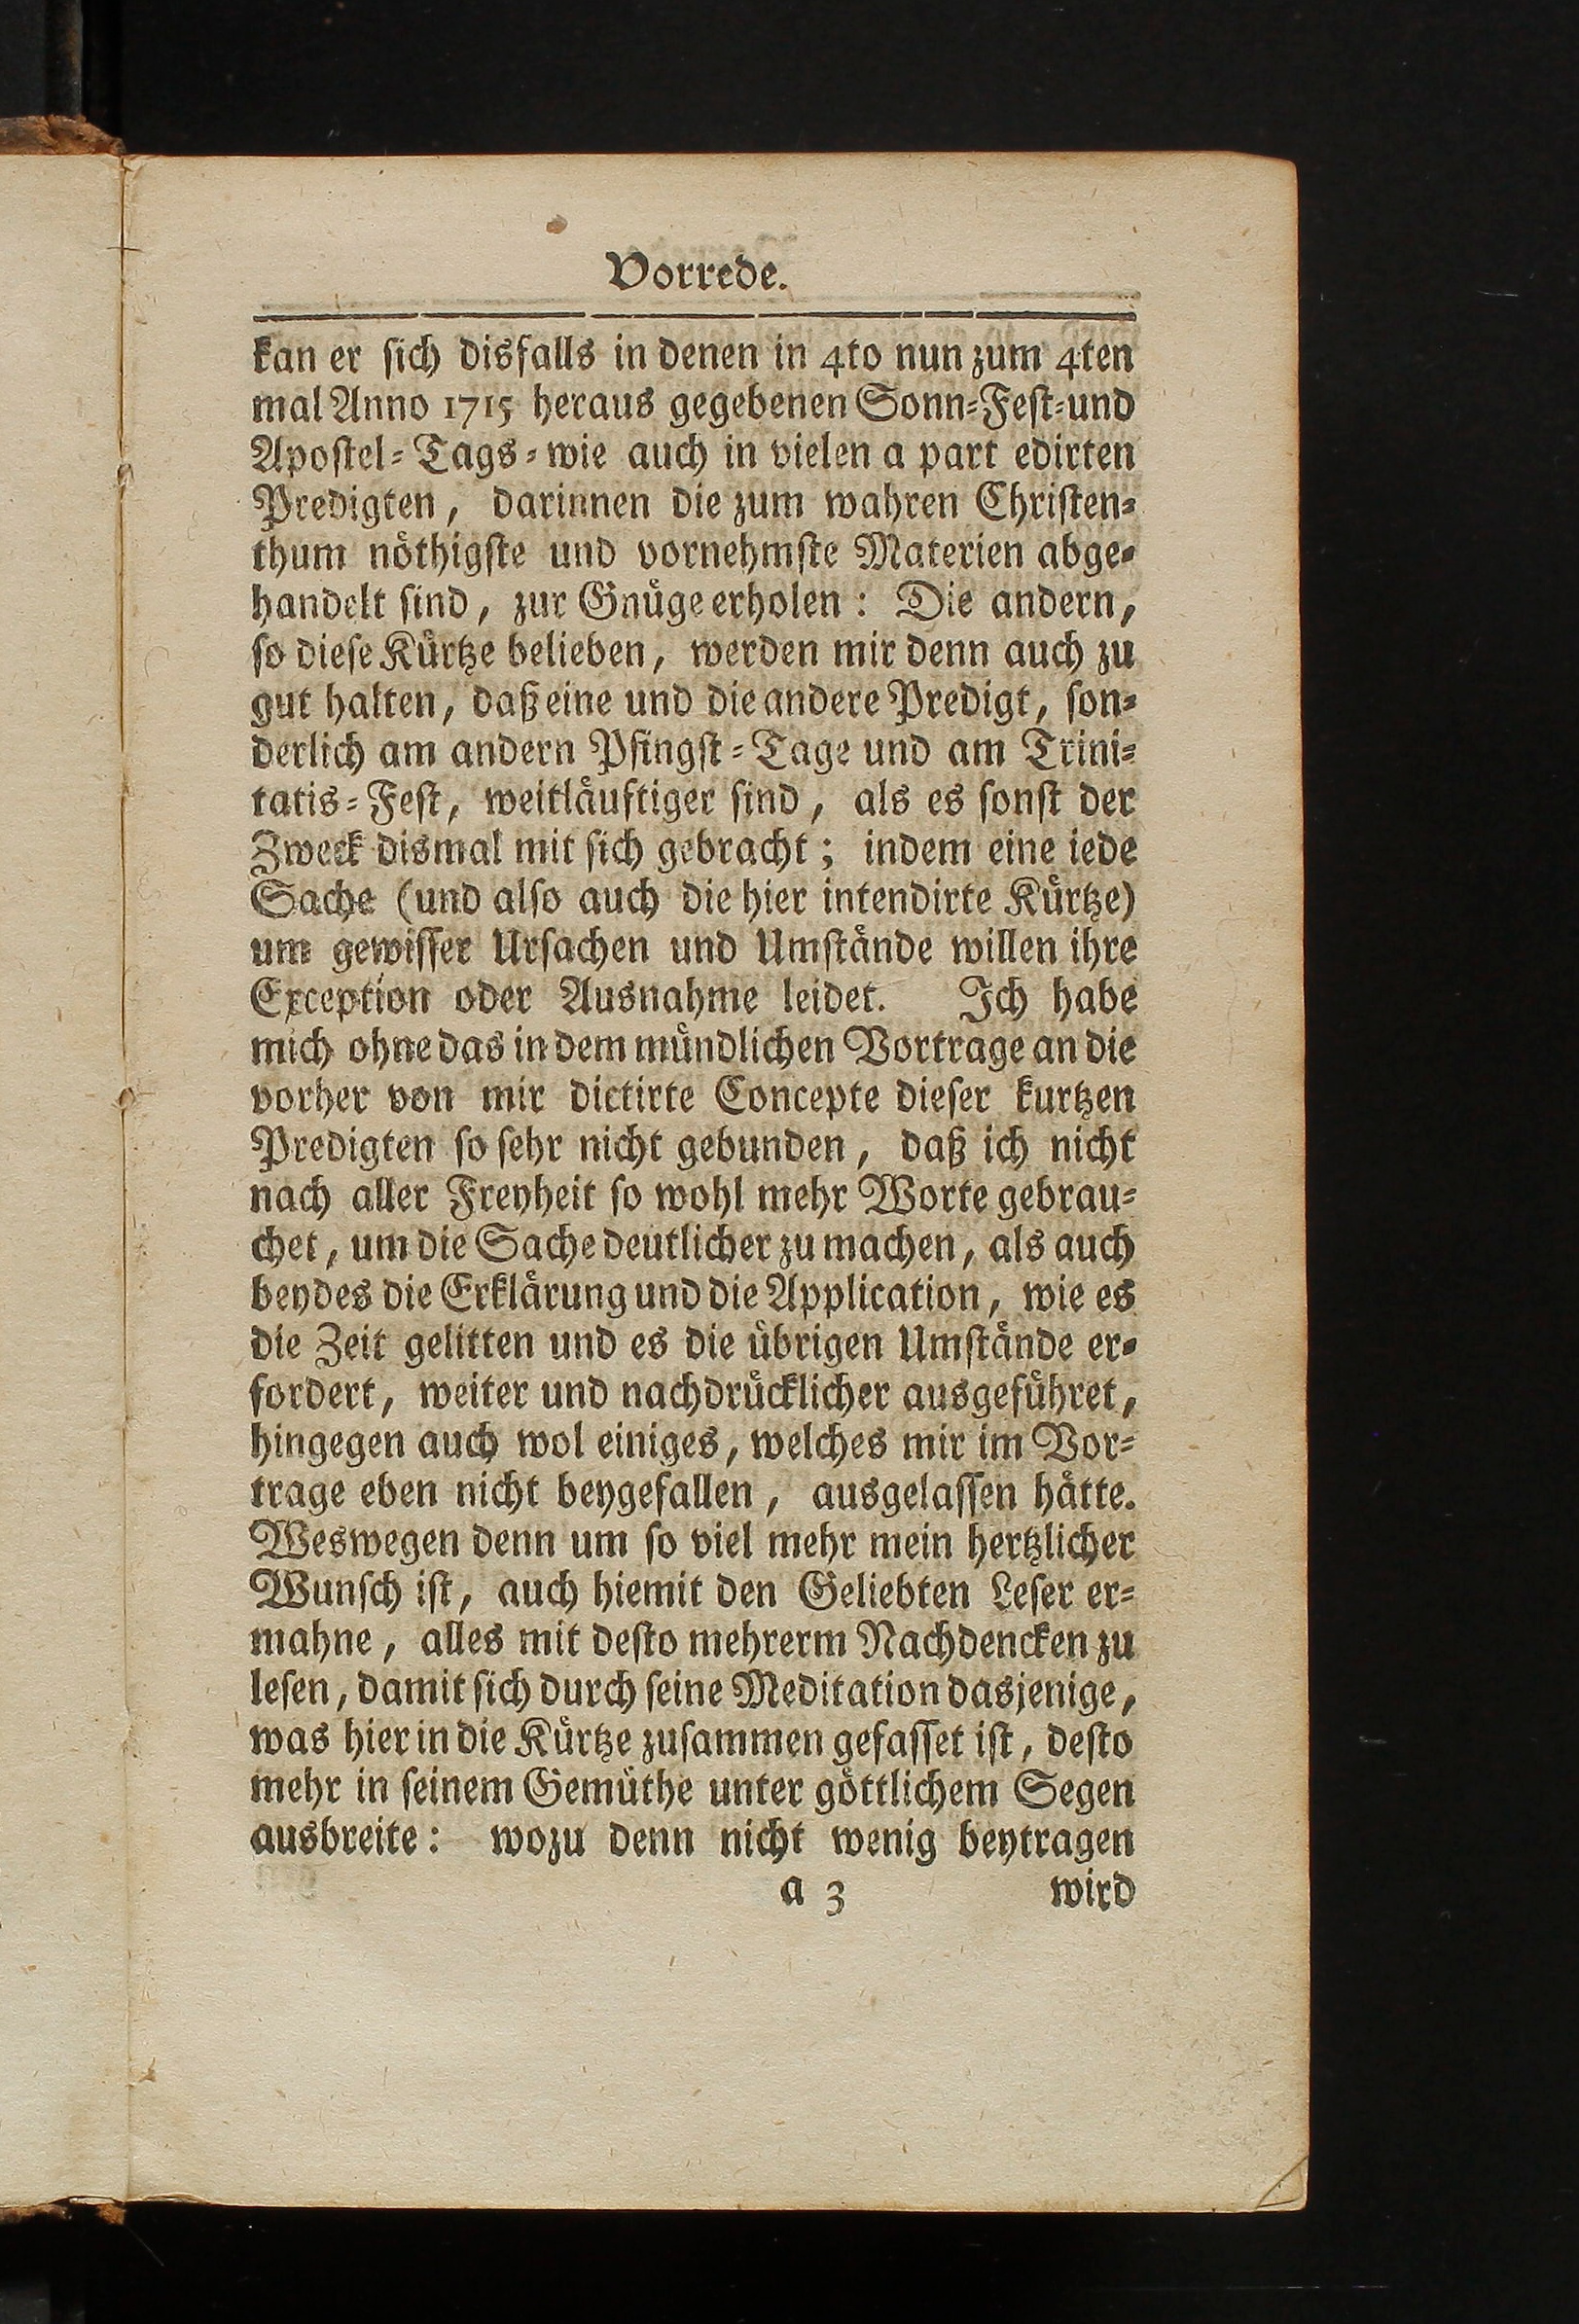 Vorrede.
kan er ſich disfalls in denen in 4to nun zum 4ten
mal Anno 1715 heraus gegebenen Sonn-Feſt-und
Apoſtel-Tags-wie auch in vielen a part edirten
Predigten, darinnen die zum wahren Chriſten-
thum nöthigſte und vornehmſte Materien abge-
handelt ſind, zur Gnüge erholen: Die andern,
ſo dieſe Kürtze belieben, werden mir denn auch zu
gut halten, daß eine und die andere Predigt, ſon-
derlich am andern Pfingſt-Tage und am Trini-
tatis-Feſt, weitläuftiger ſind, als es ſonſt der
Zweck dismal mit ſich gebracht; indem eine iede
Sache (und alſo auch die hier intendirte Kürtze)
um gewiſſer Urſachen und Umſtände willen ihre
Exception oder Ausnahme leidet. Ich habe
mich ohne das in dem mündlichen Vortrage an die
vorher von mir dictirte Concepte dieſer kurtzen
Predigten ſo ſehr nicht gebunden, daß ich nicht
nach aller Freyheit ſo wohl mehr Worte gebrau-
chet, um die Sache deutlicher zu machen, als auch
beydes die Erklärung und die Application, wie es
die Zeit gelitten und es die übrigen Umſtände er-
fordert, weiter und nachdrücklicher ausgeführet,
hingegen auch wol einiges, welches mir im Vor-
trage eben nicht beygefallen, ausgelaſſen hätte.
Weswegen denn um ſo viel mehr mein hertzlicher
Wunſch iſt, auch hiemit den Geliebten Leſer er-
mahne, alles mit deſto mehrerm Nachdencken zu
leſen, damit ſich durch ſeine Meditation dasjenige,
was hier in die Kürtze zuſammen gefaſſet iſt, deſto
mehr in ſeinem Gemüthe unter göttlichem Segen
ausbreite: wozu denn nicht wenig beytragen
a 3 wird